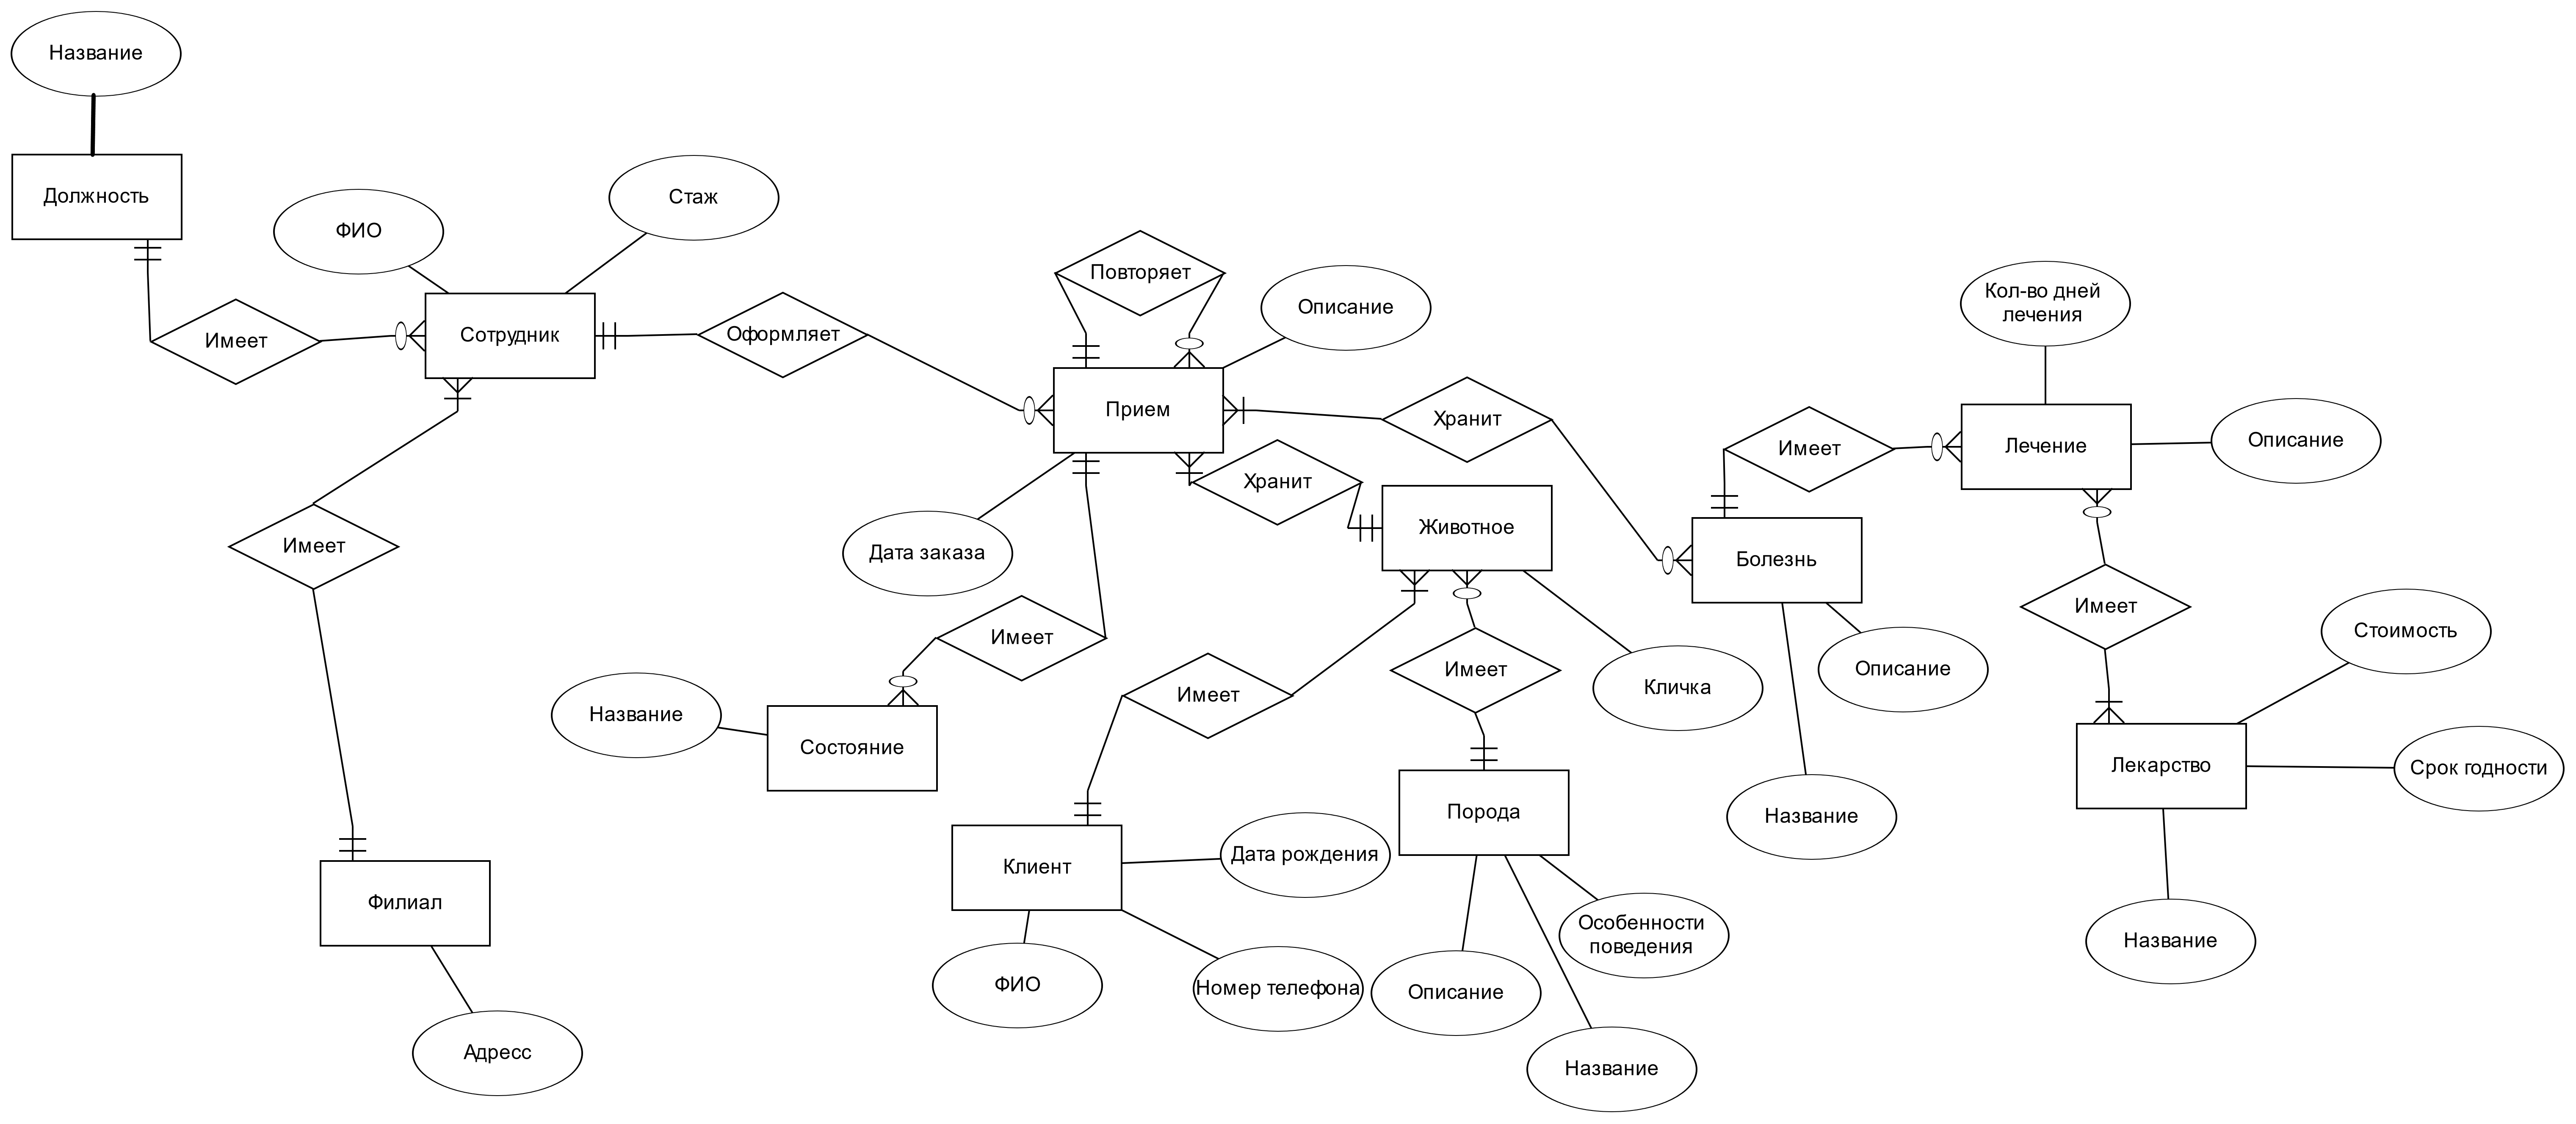 Название
Должность
Стаж
ФИО
Повторяет
Кол-во дней
лечения
Описание
Имеет
Сотрудник
Оформляет
Прием
Хранит
Имеет
Лечение
Описание
Хранит
Животное
Имеет
Дата заказа
Болезнь
Имеет
Имеет
Имеет
Имеет
Кличка
Описание
Стоимость
Название
Состояние
Лекарство
Срок годности
Порода
Название
Дата рождения
Клиент
Филиал
Особенности
поведения
Название
ФИО
Номер телефона
Описание
Адресс
Название